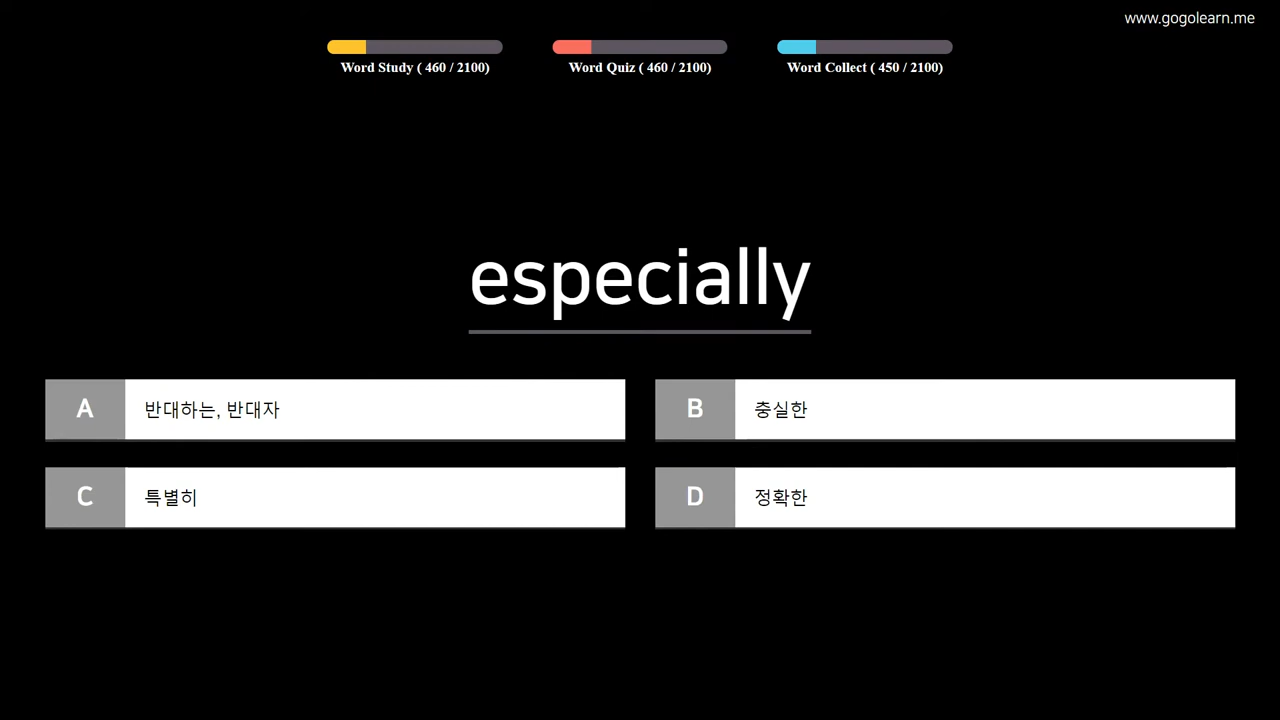 www.gogolearn.me
Word Study ( 460 / 2100)
Word Quiz ( 460 / 2100)
Word Collect ( 450 / 2100)
especially
A 반대하는, 반대자
B 충실한
C 특별히
D 정확한